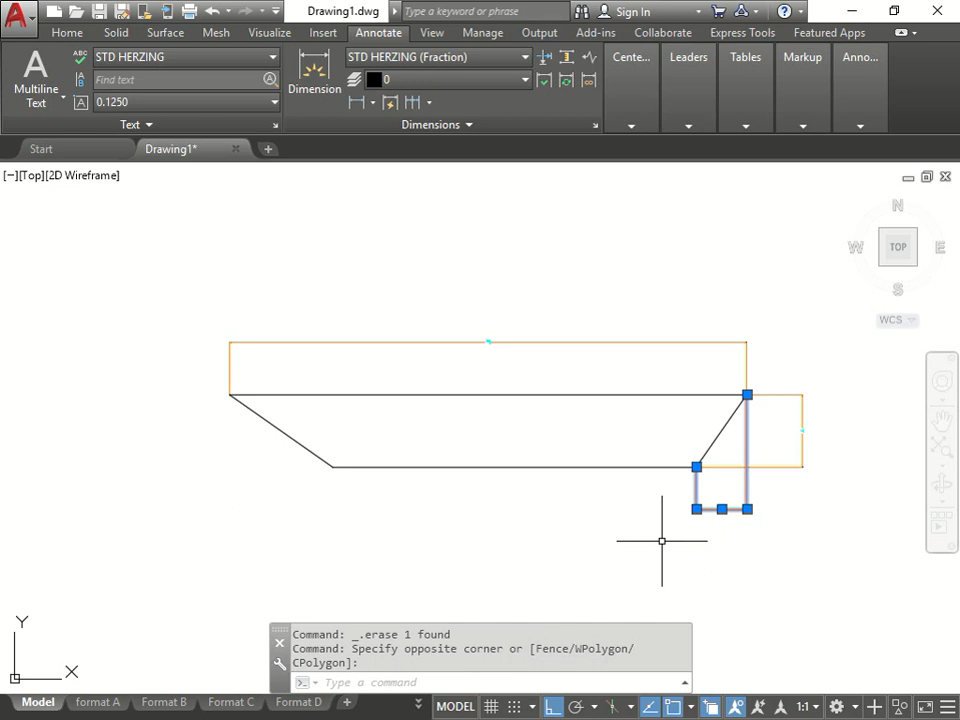 A Drawing1.dwg Type a keyword or phrase Sign In
Home Solid Surface Mesh Visualize Insert Annotate View Manage Output Add-ins Collaborate Express Tools Featured Apps
A Multiline Text
ABC STD HERZING
Find text
0.1250
Text
Dimension
STD HERZING (Fraction)
0
Dimensions
Cente... Leaders Tables Markup Anno...
Start Drawing1*
[−][Top][2D Wireframe]
N
W TOP E
S
WCS
Command: _.erase 1 found
Command: Specify opposite corner or [Fence/WPolygon/
CPolygon]:
Type a command
Y
X
Model format A Format B Format C Format D MODEL 1:1